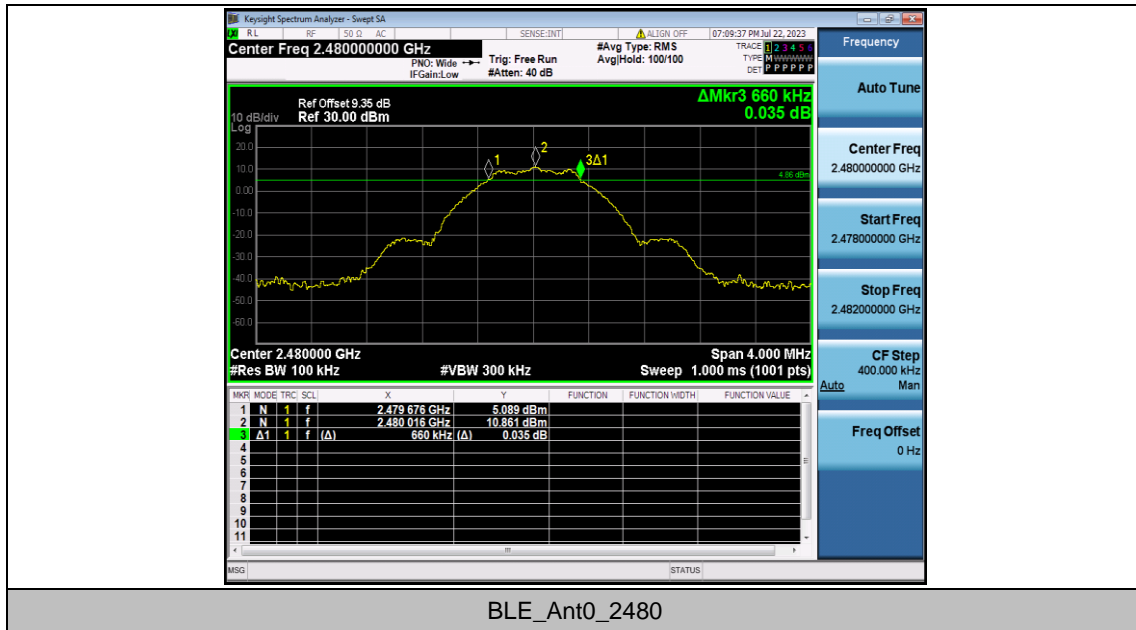 Keysight Spectrum Analyzer - Swept SA
LXI RL RF 50 Ω AC SENSE:INT ALIGN OFF 07:09:37 PM Jul 22, 2023
Center Freq 2.480000000 GHz
PNO: Wide
IFGain:Low
Trig: Free Run
#Atten: 40 dB
#Avg Type: RMS
Avg|Hold: 100/100
TRACE 1 2 3 4 5 6
TYPE M WWWWW
DET P P P P P P
Ref Offset 9.35 dB
10 dB/div Ref 30.00 dBm
Log
ΔMkr3 660 kHz
0.035 dB
20.0
10.0
0.00
-10.0
-20.0
-30.0
-40.0
-50.0
-60.0
1
2
3Δ1
4.86 dBm
Center 2.480000 GHz Span 4.000 MHz
#Res BW 100 kHz #VBW 300 kHz Sweep 1.000 ms (1001 pts)
MKR MODE TRC SCL X Y FUNCTION FUNCTION WIDTH FUNCTION VALUE
1 N 1 f 2.479 676 GHz 5.089 dBm
2 N 1 f 2.480 016 GHz 10.861 dBm
3 Δ1 1 f (Δ) 660 kHz (Δ) 0.035 dB
4
5
6
7
8
9
10
11
MSG STATUS
Frequency
Auto Tune
Center Freq
2.480000000 GHz
Start Freq
2.478000000 GHz
Stop Freq
2.482000000 GHz
CF Step
400.000 kHz
Auto Man
Freq Offset
0 Hz
BLE_Ant0_2480